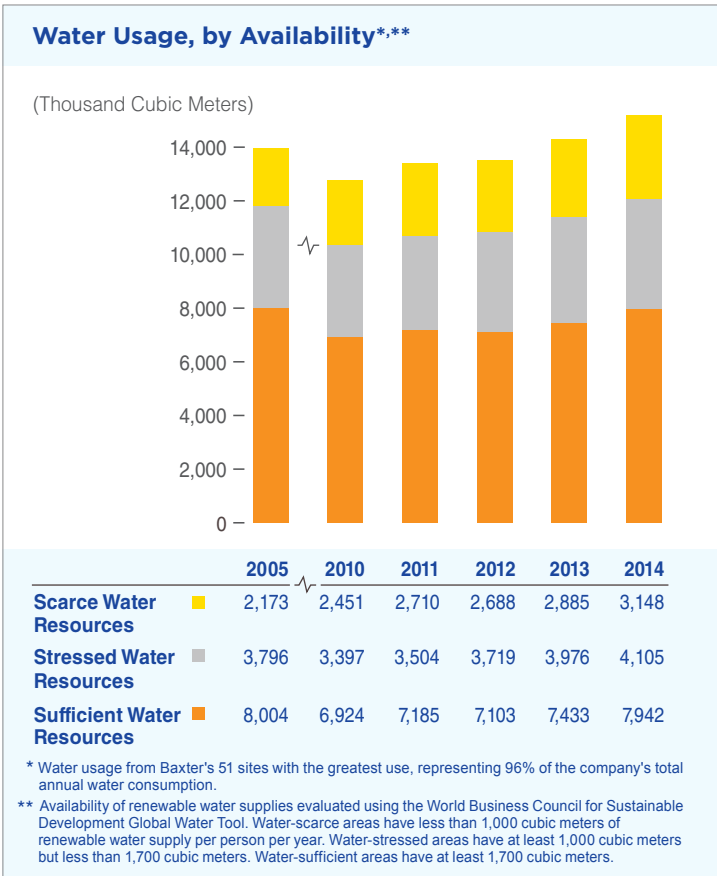 Water Usage, by Availability*,**
(Thousand Cubic Meters)
14,000
12,000
10,000
8,000
6,000
4,000
2,000
0
2005 2010 2011 2012 2013 2014
Scarce Water 2,173 2,451 2,710 2,688 2,885 3,148
Resources
Stressed Water 3,796 3,397 3,504 3,719 3,976 4,105
Resources
Sufficient Water 8,004 6,924 7,185 7,103 7,433 7,942
Resources
* Water usage from Baxter's 51 sites with the greatest use, representing 96% of the company's total
annual water consumption.
** Availability of renewable water supplies evaluated using the World Business Council for Sustainable
Development Global Water Tool. Water-scarce areas have less than 1,000 cubic meters of
renewable water supply per person per year. Water-stressed areas have at least 1,000 cubic meters
but less than 1,700 cubic meters. Water-sufficient areas have at least 1,700 cubic meters.